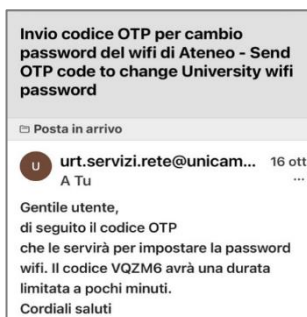 Invio codice OTP per cambio
password del wifi di Ateneo - Send
OTP code to change University wifi
password
Posta in arrivo
U
urt.servizi.rete@unicam... 16 ott
A Tu
...
Gentile utente,
di seguito il codice OTP
che le servirà per impostare la password
wifi. Il codice VQZM6 avrà una durata
limitata a pochi minuti.
Cordiali saluti